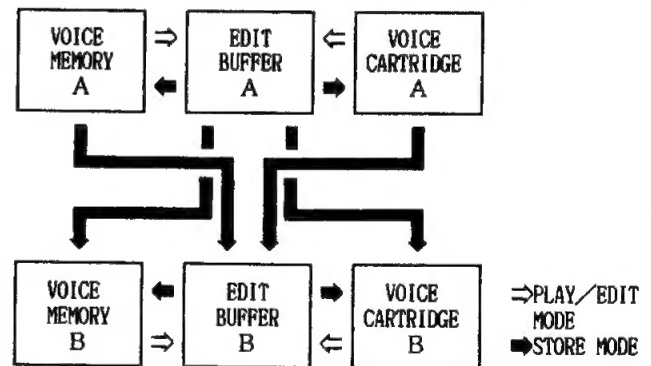 VOICE
MEMORY
A
EDIT
BUFFER
A
VOICE
CARTRIDGE
A
VOICE
MEMORY
B
EDIT
BUFFER
B
VOICE
CARTRIDGE
B
⇒PLAY/EDIT
MODE
➡STORE MODE